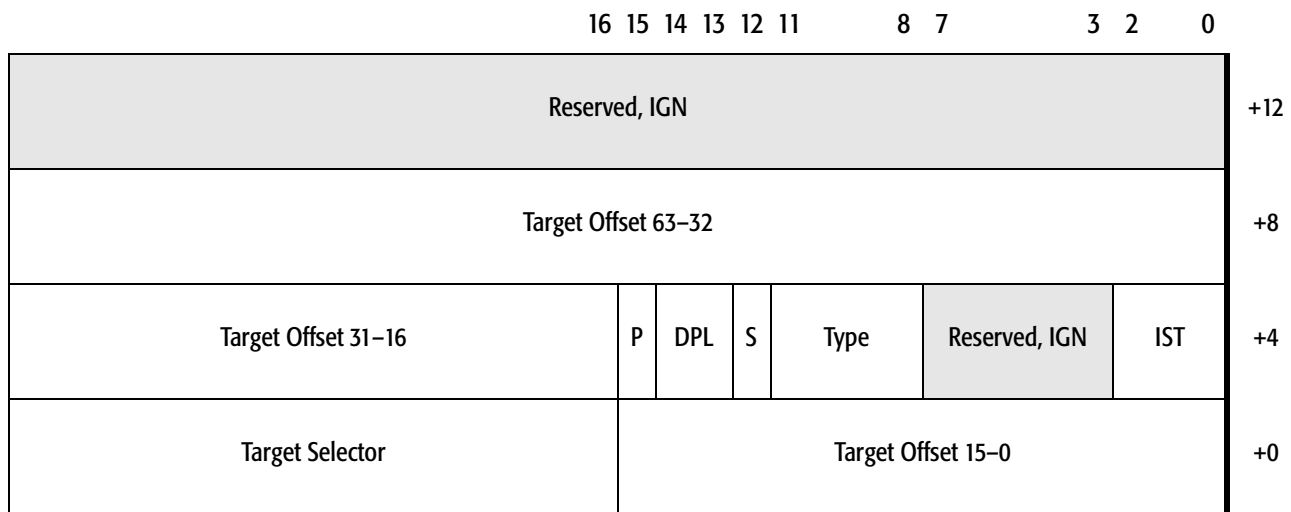 16 15 14 13 12 11 8 7 3 2 0
Reserved, IGN +12
Target Offset 63–32 +8
Target Offset 31–16 P DPL S Type Reserved, IGN IST +4
Target Selector Target Offset 15–0 +0